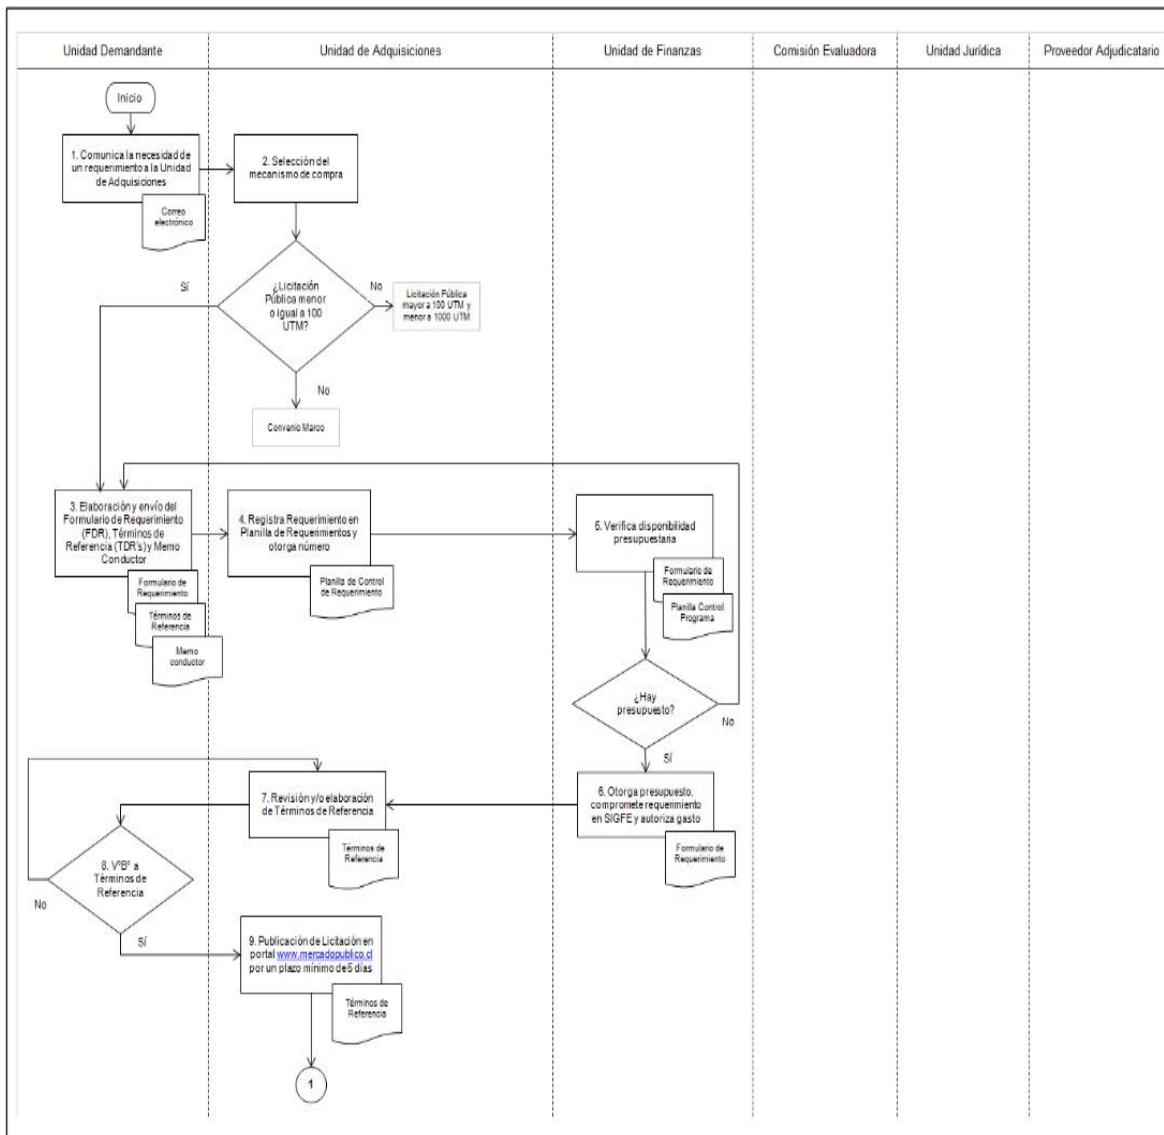 Unidad Demandante
Unidad de Adquisiciones
Unidad de Finanzas
Comisión Evaluadora
Unidad Jurídica
Proveedor Adjudicatario
Inicio
1. Comunica la necesidad de
un requerimiento a la Unidad
de Adquisiciones
Correo
electrónico
2. Selección del
mecanismo de compra
¿Licitación
Pública menor
o igual a 100
UTM?
Sí
No
Licitación Pública
mayor a 100 UTM y
menor a 1000 UTM
No
Convenio Marco
3. Elaboración y envío del
Formulario de Requerimiento
(FDR), Términos de
Referencia (TDR's) y Memo
Conductor
Formulario de
Requerimiento
Términos de
Referencia
Memo
conductor
4. Registra Requerimiento en
Planilla de Requerimientos y
otorga número
Planilla de Control
de Requerimiento
5. Verifica disponibilidad
presupuestaria
Formulario de
Requerimiento
Planilla Control
Programa
¿Hay
presupuesto?
No
Sí
6. Otorga presupuesto,
compromete requerimiento
en SIGFE y autoriza gasto
Formulario de
Requerimiento
7. Revisión y/o elaboración
de Términos de Referencia
Términos de
Referencia
8. VºBº a
Términos de
Referencia
No
Sí
9. Publicación de Licitación en
portal www.mercadopublico.cl
por un plazo mínimo de 5 días
Términos de
Referencia
1